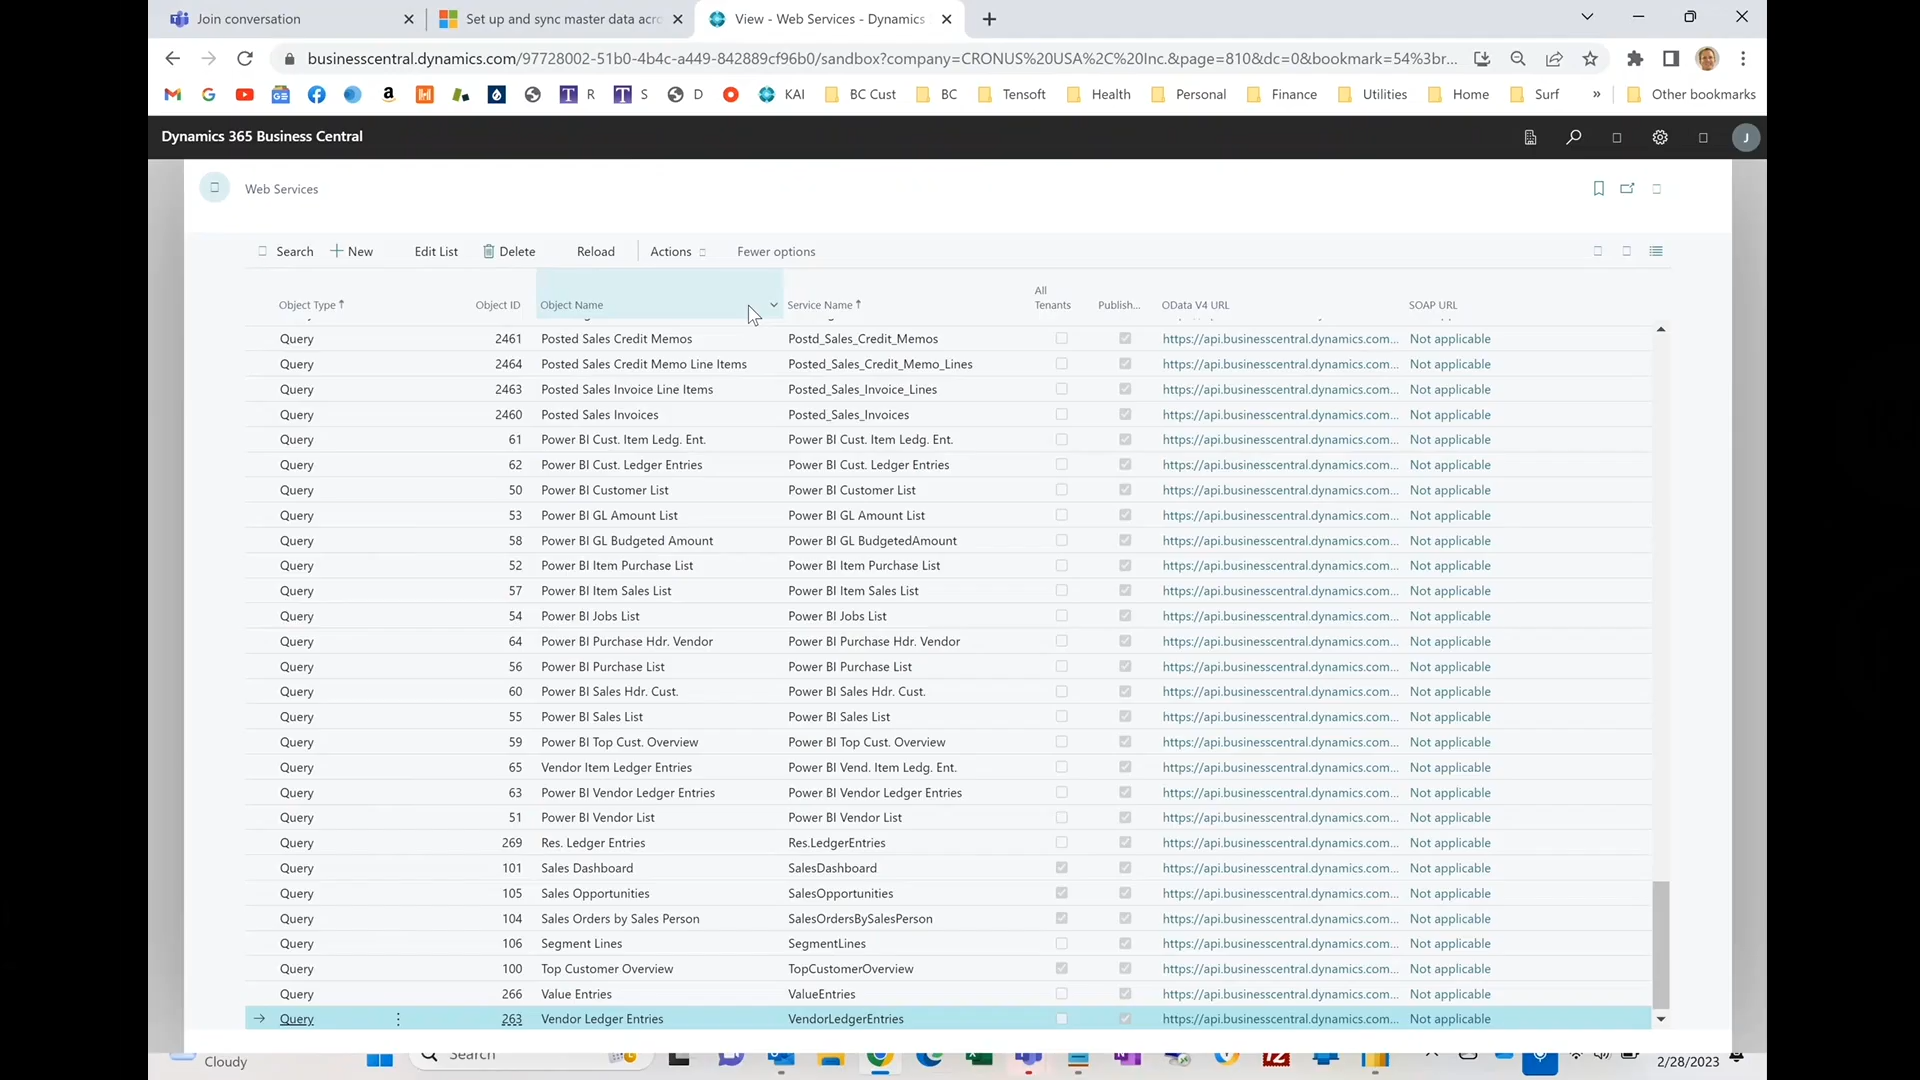 Join conversation
Set up and sync master data acro
View - Web Services - Dynamics
businesscentral.dynamics.com/97728002-51b0-4b4c-a449-842889cf96b0/sandbox?company=CRONUS%20USA%2C%20Inc.&page=810&dc=0&bookmark=54%3br...
R S D KAI BC Cust BC Tensoft Health Personal Finance Utilities Home Surf » Other bookmarks
Dynamics 365 Business Central
J
Web Services
Search New Edit List Delete Reload Actions Fewer options
Object Type↑ Object ID Object Name Service Name↑ All Tenants Publish... OData V4 URL SOAP URL
Query 2461 Posted Sales Credit Memos Postd_Sales_Credit_Memos https://api.businesscentral.dynamics.com... Not applicable
Query 2464 Posted Sales Credit Memo Line Items Posted_Sales_Credit_Memo_Lines https://api.businesscentral.dynamics.com... Not applicable
Query 2463 Posted Sales Invoice Line Items Posted_Sales_Invoice_Lines https://api.businesscentral.dynamics.com... Not applicable
Query 2460 Posted Sales Invoices Posted_Sales_Invoices https://api.businesscentral.dynamics.com... Not applicable
Query 61 Power BI Cust. Item Ledg. Ent. Power BI Cust. Item Ledg. Ent. https://api.businesscentral.dynamics.com... Not applicable
Query 62 Power BI Cust. Ledger Entries Power BI Cust. Ledger Entries https://api.businesscentral.dynamics.com... Not applicable
Query 50 Power BI Customer List Power BI Customer List https://api.businesscentral.dynamics.com... Not applicable
Query 53 Power BI GL Amount List Power BI GL Amount List https://api.businesscentral.dynamics.com... Not applicable
Query 58 Power BI GL Budgeted Amount Power BI GL BudgetedAmount https://api.businesscentral.dynamics.com... Not applicable
Query 52 Power BI Item Purchase List Power BI Item Purchase List https://api.businesscentral.dynamics.com... Not applicable
Query 57 Power BI Item Sales List Power BI Item Sales List https://api.businesscentral.dynamics.com... Not applicable
Query 54 Power BI Jobs List Power BI Jobs List https://api.businesscentral.dynamics.com... Not applicable
Query 64 Power BI Purchase Hdr. Vendor Power BI Purchase Hdr. Vendor https://api.businesscentral.dynamics.com... Not applicable
Query 56 Power BI Purchase List Power BI Purchase List https://api.businesscentral.dynamics.com... Not applicable
Query 60 Power BI Sales Hdr. Cust. Power BI Sales Hdr. Cust. https://api.businesscentral.dynamics.com... Not applicable
Query 55 Power BI Sales List Power BI Sales List https://api.businesscentral.dynamics.com... Not applicable
Query 59 Power BI Top Cust. Overview Power BI Top Cust. Overview https://api.businesscentral.dynamics.com... Not applicable
Query 65 Vendor Item Ledger Entries Power BI Vend. Item Ledg. Ent. https://api.businesscentral.dynamics.com... Not applicable
Query 63 Power BI Vendor Ledger Entries Power BI Vendor Ledger Entries https://api.businesscentral.dynamics.com... Not applicable
Query 51 Power BI Vendor List Power BI Vendor List https://api.businesscentral.dynamics.com... Not applicable
Query 269 Res. Ledger Entries Res.LedgerEntries https://api.businesscentral.dynamics.com... Not applicable
Query 101 Sales Dashboard SalesDashboard https://api.businesscentral.dynamics.com... Not applicable
Query 105 Sales Opportunities SalesOpportunities https://api.businesscentral.dynamics.com... Not applicable
Query 104 Sales Orders by Sales Person SalesOrdersBySalesPerson https://api.businesscentral.dynamics.com... Not applicable
Query 106 Segment Lines SegmentLines https://api.businesscentral.dynamics.com... Not applicable
Query 100 Top Customer Overview TopCustomerOverview https://api.businesscentral.dynamics.com... Not applicable
Query 266 Value Entries ValueEntries https://api.businesscentral.dynamics.com... Not applicable
Query 263 Vendor Ledger Entries VendorLedgerEntries https://api.businesscentral.dynamics.com... Not applicable
Cloudy Search 2/28/2023